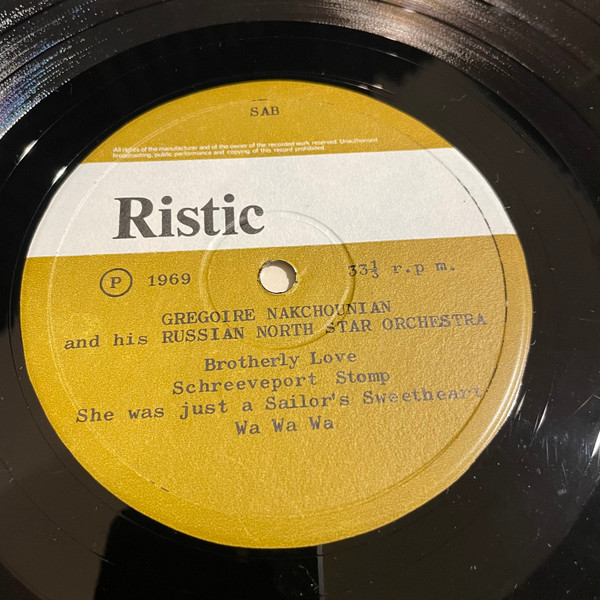 SAB
All rights of the manufacturer and of the owner of the recorded work reserved. Unauthorised
broadcasting, public performance and copying of this record prohibited.
Ristic
Ⓟ 1969 33⅓ r.p m.
GREGOIRE NAKCHOUNIAN
and his RUSSIAN NORTH STAR ORCHESTRA
Brotherly Love
Schreeveport Stomp
She was just a Sailor's Sweetheart
Wa Wa Wa